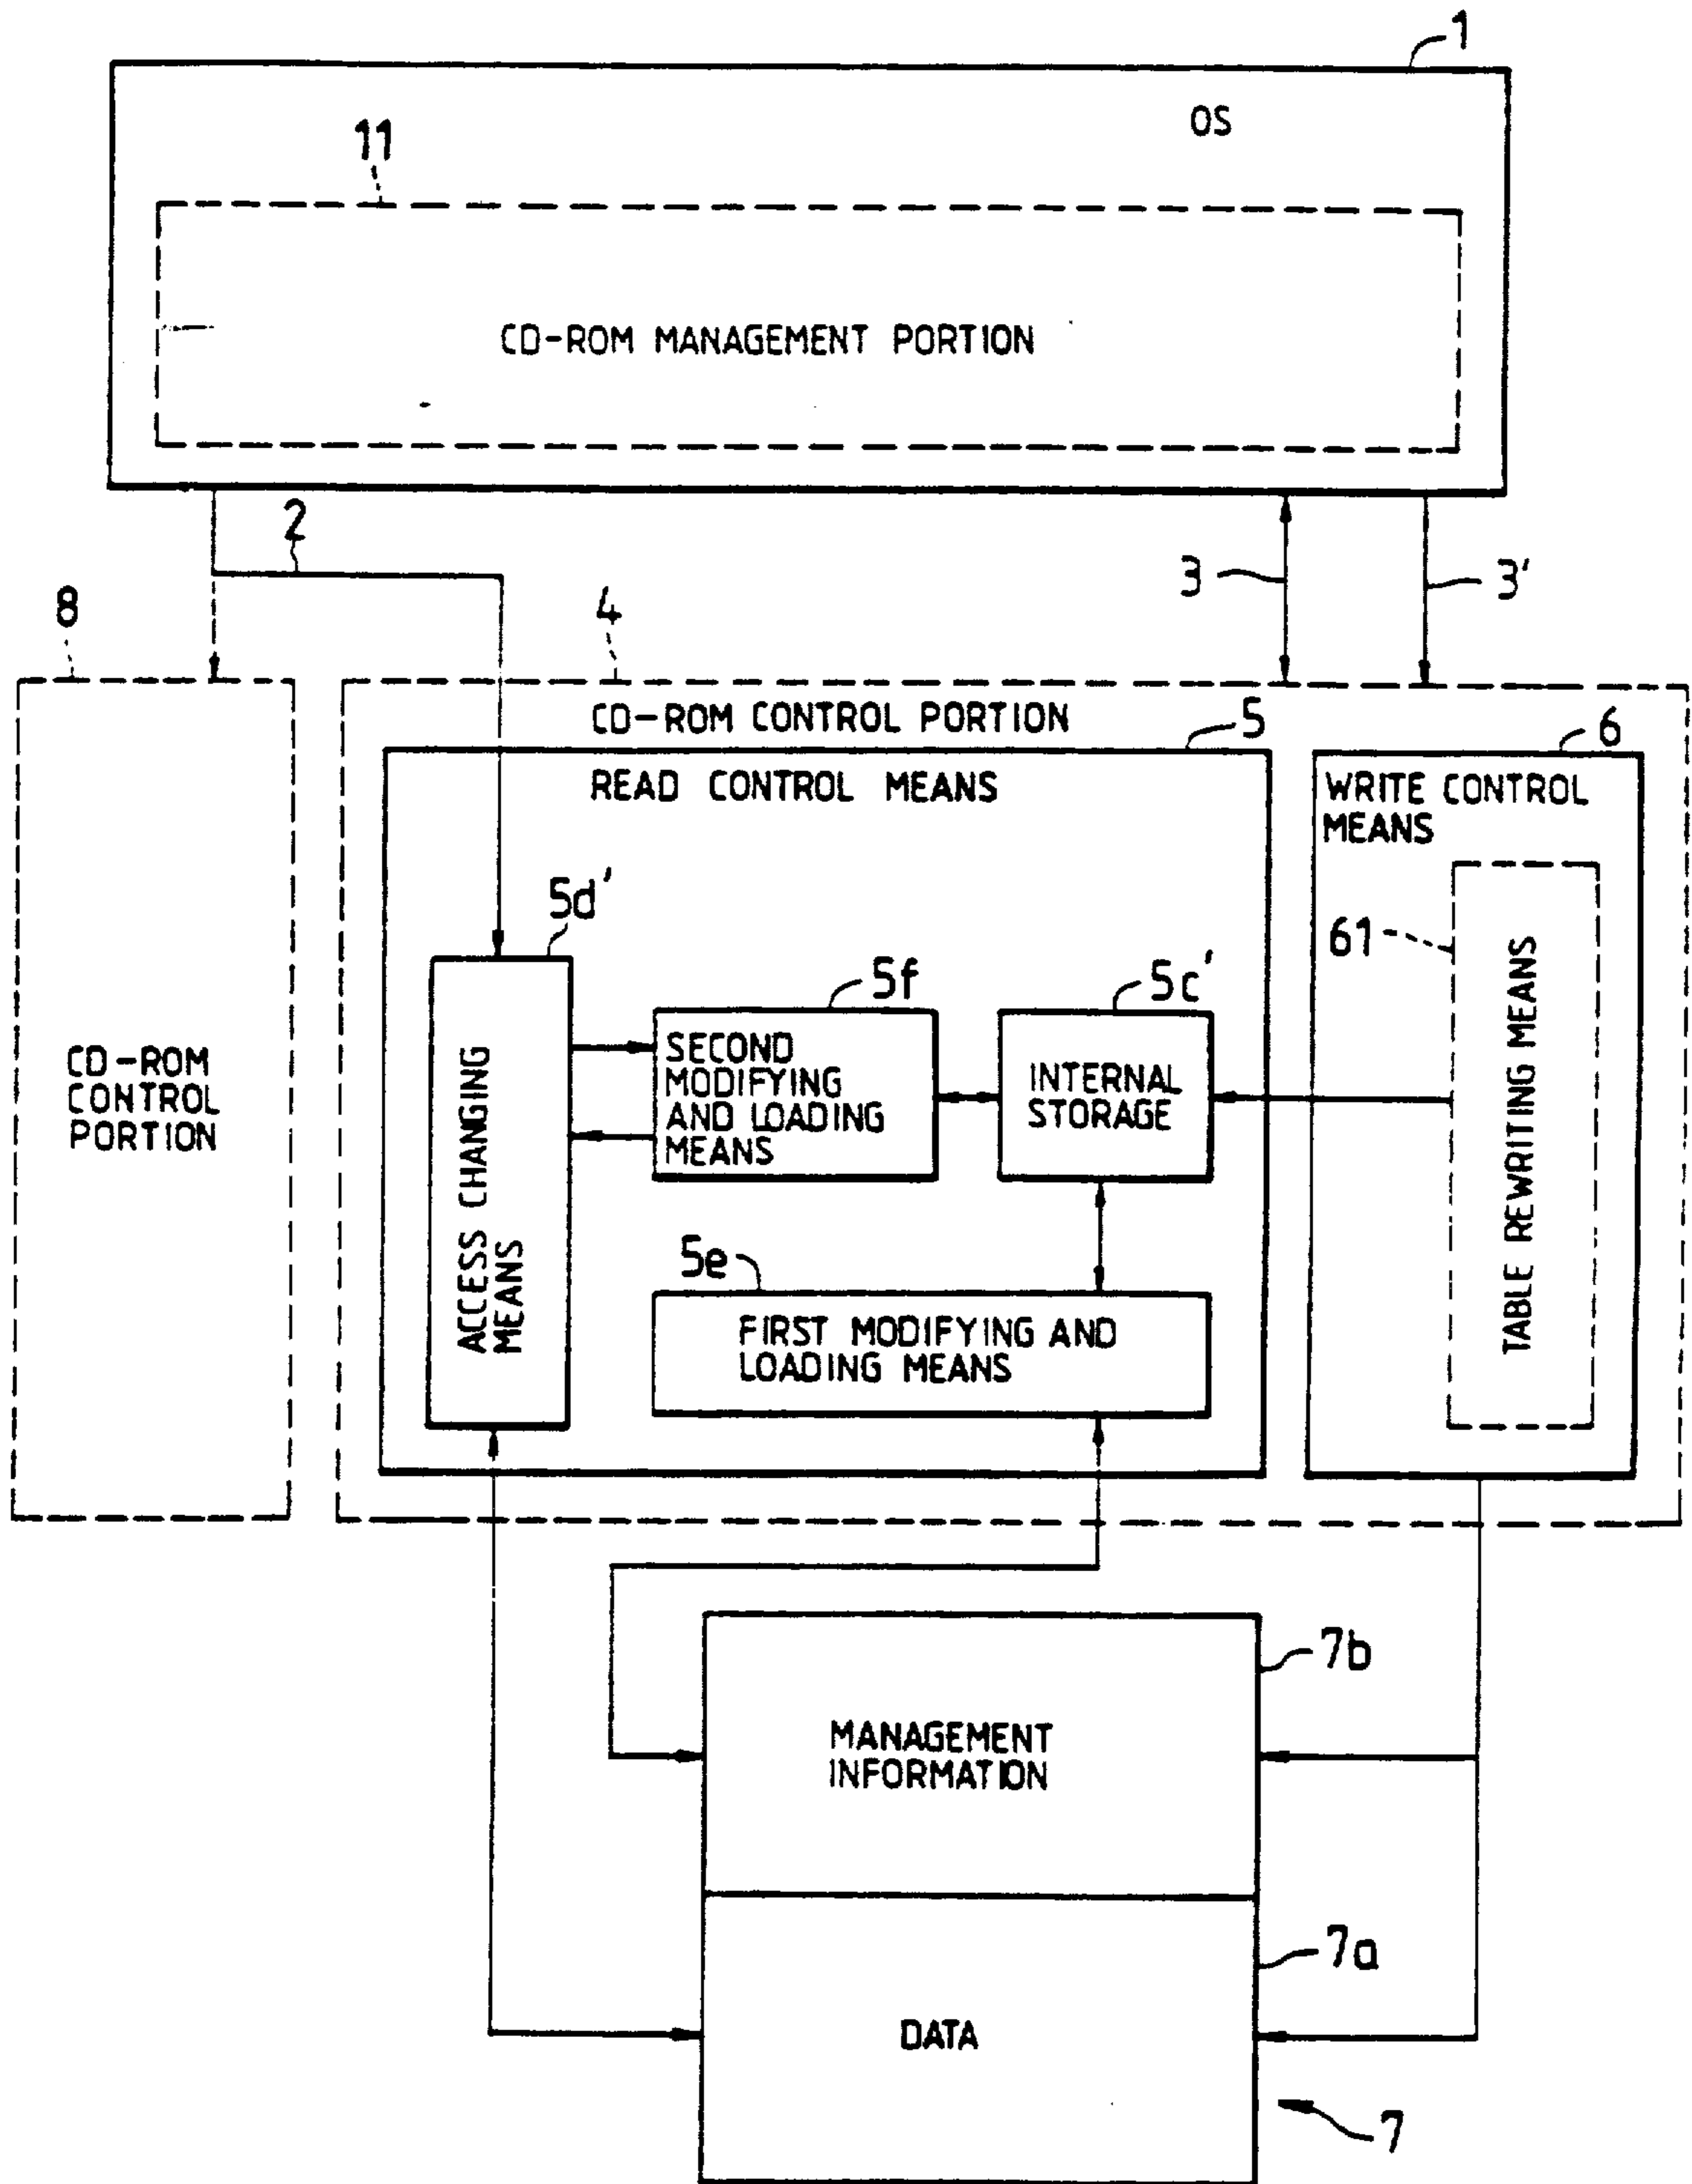 1
OS
11
CD-ROM MANAGEMENT PORTION
2
3
3'
8
4
CD-ROM CONTROL PORTION
5
6
READ CONTROL MEANS
WRITE CONTROL
MEANS
5d'
61
5f
5c'
CD-ROM
CONTROL
PORTION
ACCESS CHANGING
MEANS
SECOND
MODIFYING
AND LOADING
MEANS
INTERNAL
STORAGE
TABLE REWRITING MEANS
5e
FIRST MODIFYING AND
LOADING MEANS
7b
MANAGEMENT
INFORMATION
7a
DATA
7